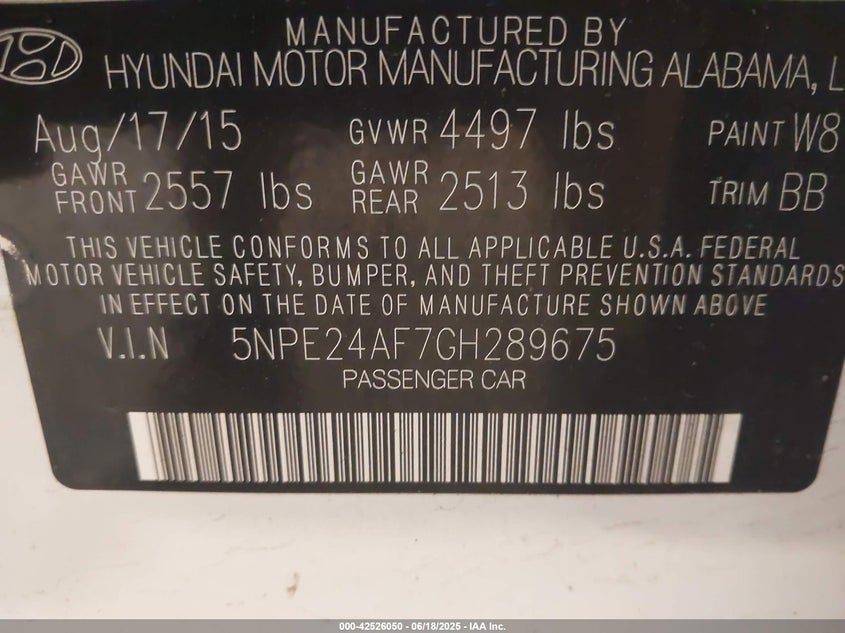 MANUFACTURED BY
HYUNDAI MOTOR MANUFACTURING ALABAMA, L
Aug/17/15 GVWR 4497 lbs PAINT W8
GAWR FRONT 2557 lbs GAWR REAR 2513 lbs TRIM BB
THIS VEHICLE CONFORMS TO ALL APPLICABLE U.S.A. FEDERAL
MOTOR VEHICLE SAFETY, BUMPER, AND THEFT PREVENTION STANDARDS
IN EFFECT ON THE DATE OF MANUFACTURE SHOWN ABOVE
V.I.N 5NPE24AF7GH289675
PASSENGER CAR
000-42526050 - 06/18/2025 - IAA Inc.